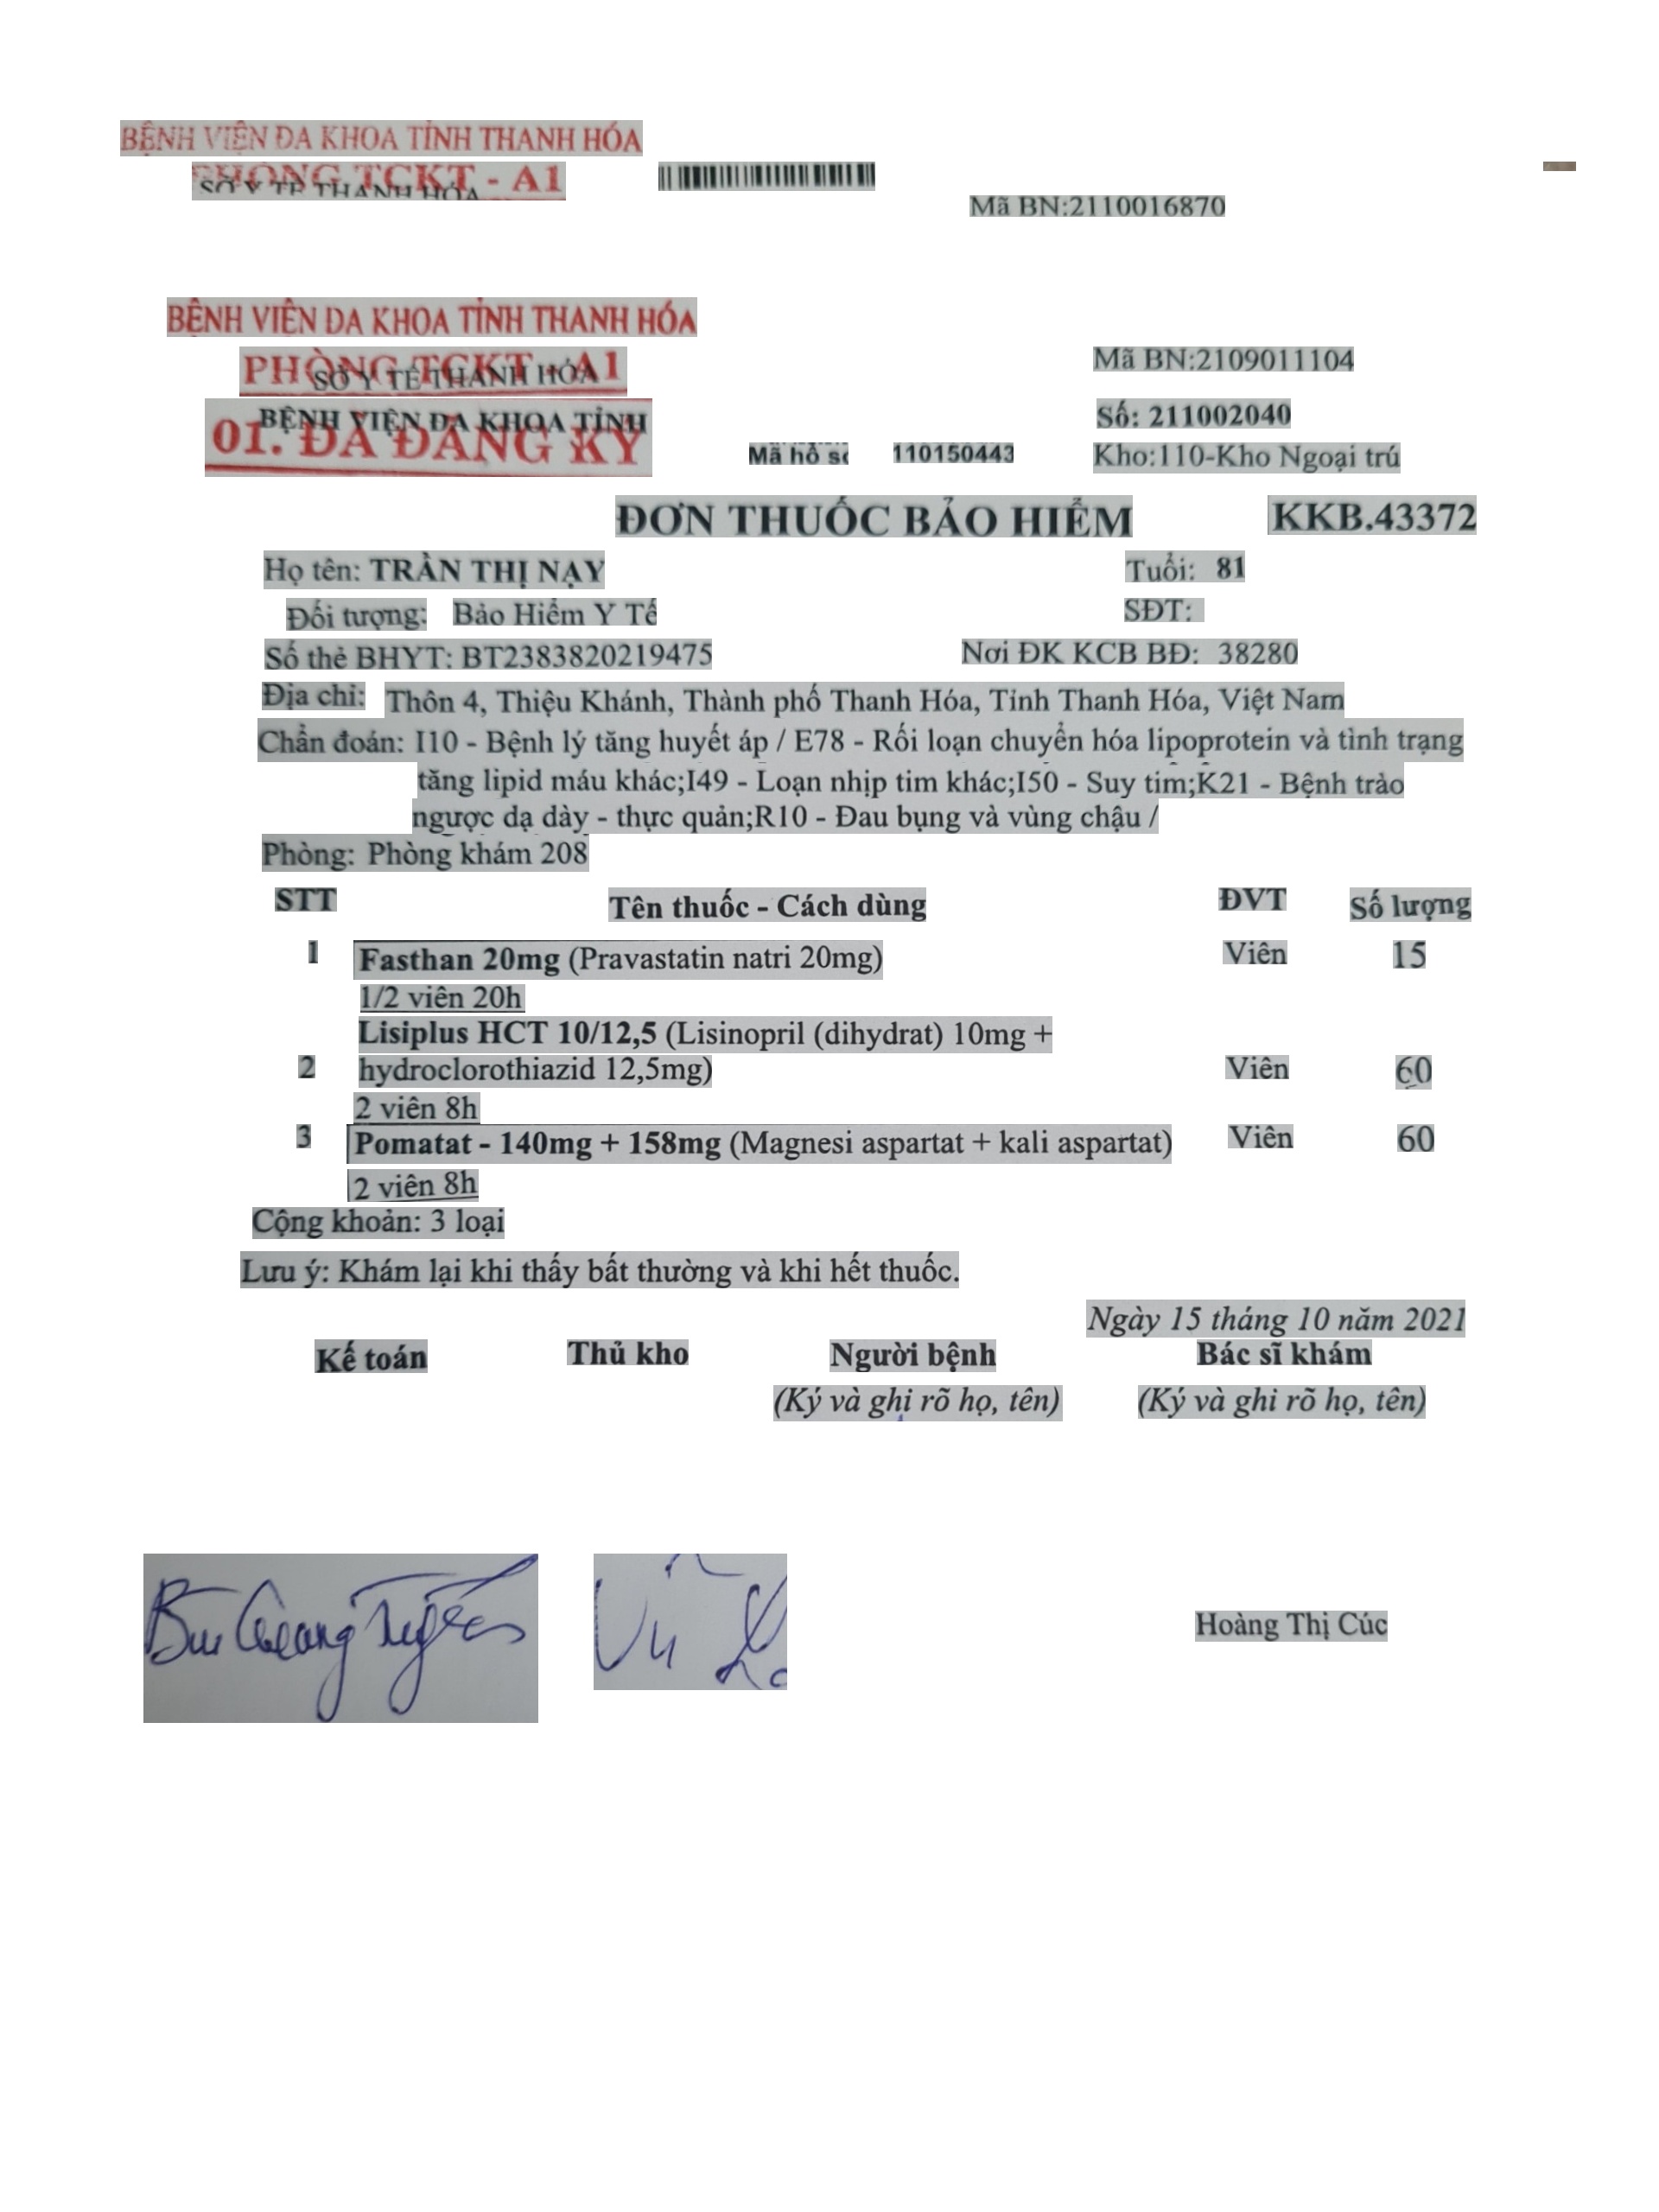 BỆNH VIỆN ĐA KHOA TỈNH THANH HÓA
PHÒNG TCKT - A1
SỞ Y TẾ THANH HÓA
Mã BN:2110016870
BỆNH VIỆN ĐA KHOA TỈNH THANH HÓA
PHÒNG TCKT - A1
SỞ Y TẾ THANH HÓA
Mã BN:2109011104
BỆNH VIỆN ĐA KHOA TỈNH
01. ĐÃ ĐĂNG KÝ
Số: 211002040
Mã hồ số 110150443 Kho:110-Kho Ngoại trú
ĐƠN THUỐC BẢO HIỂM KKB.43372
Họ tên: TRẦN THỊ NẠY Tuổi: 81
Đối tượng: Bảo Hiểm Y Tế SĐT:
Số thẻ BHYT: BT2383820219475 Nơi ĐK KCB BĐ: 38280
Địa chỉ: Thôn 4, Thiệu Khánh, Thành phố Thanh Hóa, Tỉnh Thanh Hóa, Việt Nam
Chẩn đoán: I10 - Bệnh lý tăng huyết áp / E78 - Rối loạn chuyển hóa lipoprotein và tình trạng
tăng lipid máu khác;I49 - Loạn nhịp tim khác;I50 - Suy tim;K21 - Bệnh trào
ngược dạ dày - thực quản;R10 - Đau bụng và vùng chậu /
Phòng: Phòng khám 208
STT Tên thuốc - Cách dùng ĐVT Số lượng
1 Fasthan 20mg (Pravastatin natri 20mg) Viên 15
1/2 viên 20h
Lisiplus HCT 10/12,5 (Lisinopril (dihydrat) 10mg +
2 hydroclorothiazid 12,5mg) Viên 60
2 viên 8h
3 Pomatat - 140mg + 158mg (Magnesi aspartat + kali aspartat) Viên 60
2 viên 8h
Cộng khoản: 3 loại
Lưu ý: Khám lại khi thấy bất thường và khi hết thuốc.
Ngày 15 tháng 10 năm 2021
Kế toán Thủ kho Người bệnh Bác sĩ khám
(Ký và ghi rõ họ, tên) (Ký và ghi rõ họ, tên)
Vũ
Hoàng Thị Cúc